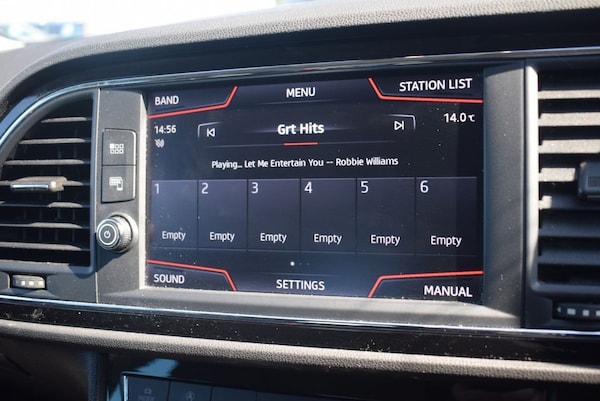 BAND MENU STATION LIST
14:56 Grt Hits 14.0°C
Playing... Let Me Entertain You -- Robbie Williams
1 2 3 4 5 6
Empty Empty Empty Empty Empty Empty
SOUND SETTINGS MANUAL